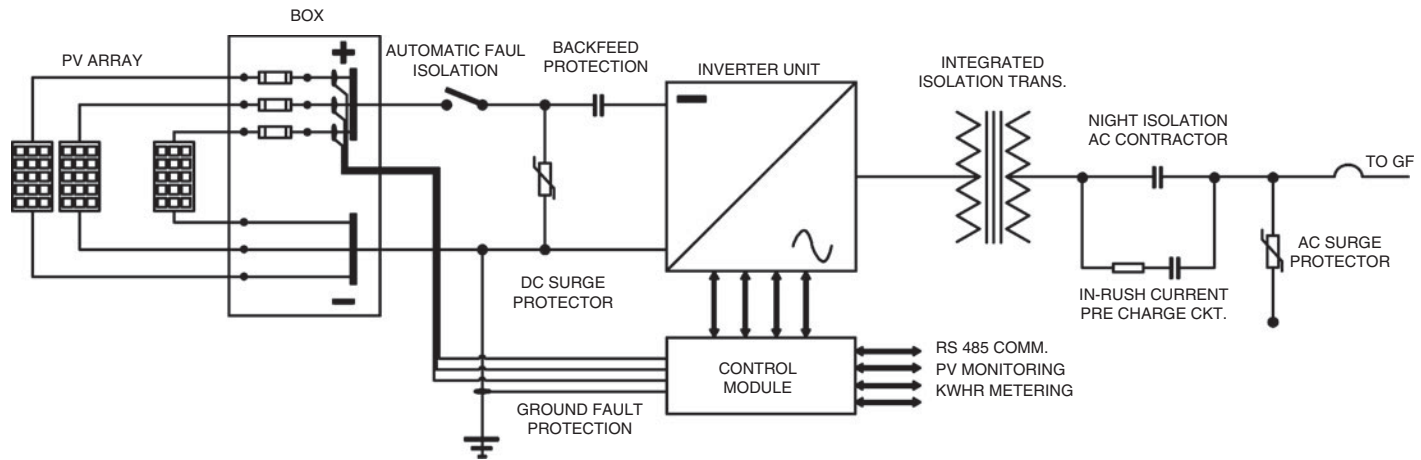 BOX
PV ARRAY
AUTOMATIC FAUL
ISOLATION
BACKFEED
PROTECTION
INVERTER UNIT
INTEGRATED
ISOLATION TRANS.
NIGHT ISOLATION
AC CONTRACTOR
TO GF
AC SURGE
PROTECTOR
IN-RUSH CURRENT
PRE CHARGE CKT.
DC SURGE
PROTECTOR
CONTROL
MODULE
RS 485 COMM.
PV MONITORING
KWHR METERING
GROUND FAULT
PROTECTION